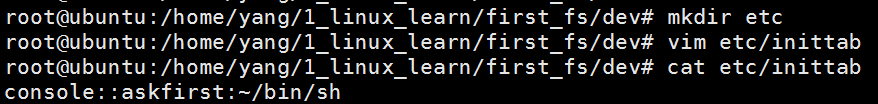 root@ubuntu:/home/yang/1_linux_learn/first_fs/dev# mkdir etc
root@ubuntu:/home/yang/1_linux_learn/first_fs/dev# vim etc/inittab
root@ubuntu:/home/yang/1_linux_learn/first_fs/dev# cat etc/inittab
console::askfirst:~/bin/sh